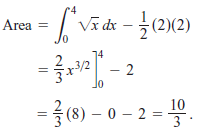 Area = ∫₀⁴ √x dx − 1/2 (2)(2)
= 2/3 x^{3/2} ]₀⁴ − 2
= 2/3 (8) − 0 − 2 = 10/3 .